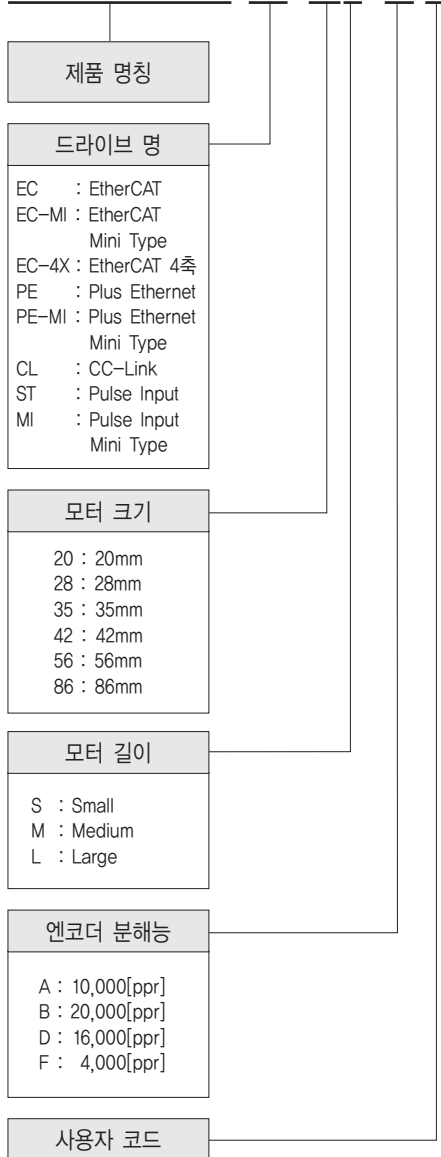 제품 명칭
드라이브 명
EC : EtherCAT
EC-MI : EtherCAT
Mini Type
EC-4X : EtherCAT 4축
PE : Plus Ethernet
PE-MI : Plus Ethernet
Mini Type
CL : CC-Link
ST : Pulse Input
MI : Pulse Input
Mini Type
모터 크기
20 : 20mm
28 : 28mm
35 : 35mm
42 : 42mm
56 : 56mm
86 : 86mm
모터 길이
S : Small
M : Medium
L : Large
엔코더 분해능
A : 10,000[ppr]
B : 20,000[ppr]
D : 16,000[ppr]
F : 4,000[ppr]
사용자 코드